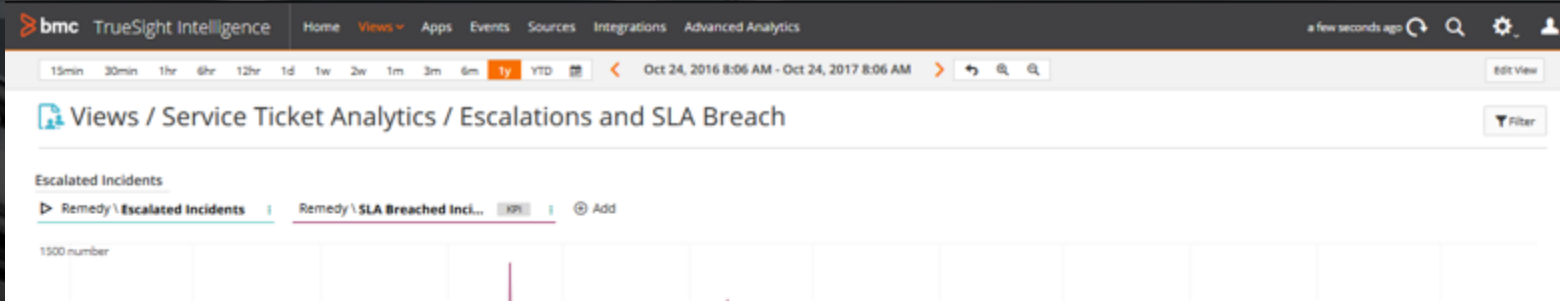 bmc TrueSight Intelligence Home Views Apps Events Sources Integrations Advanced Analytics a few seconds ago
15min 30min 1hr 6hr 12hr 1d 1w 2w 1m 3m 6m 1y YTD Oct 24, 2016 8:06 AM - Oct 24, 2017 8:06 AM Edit View
Views / Service Ticket Analytics / Escalations and SLA Breach Filter
Escalated Incidents
Remedy \ Escalated Incidents Remedy \ SLA Breached Inci... KPI Add
1500 number